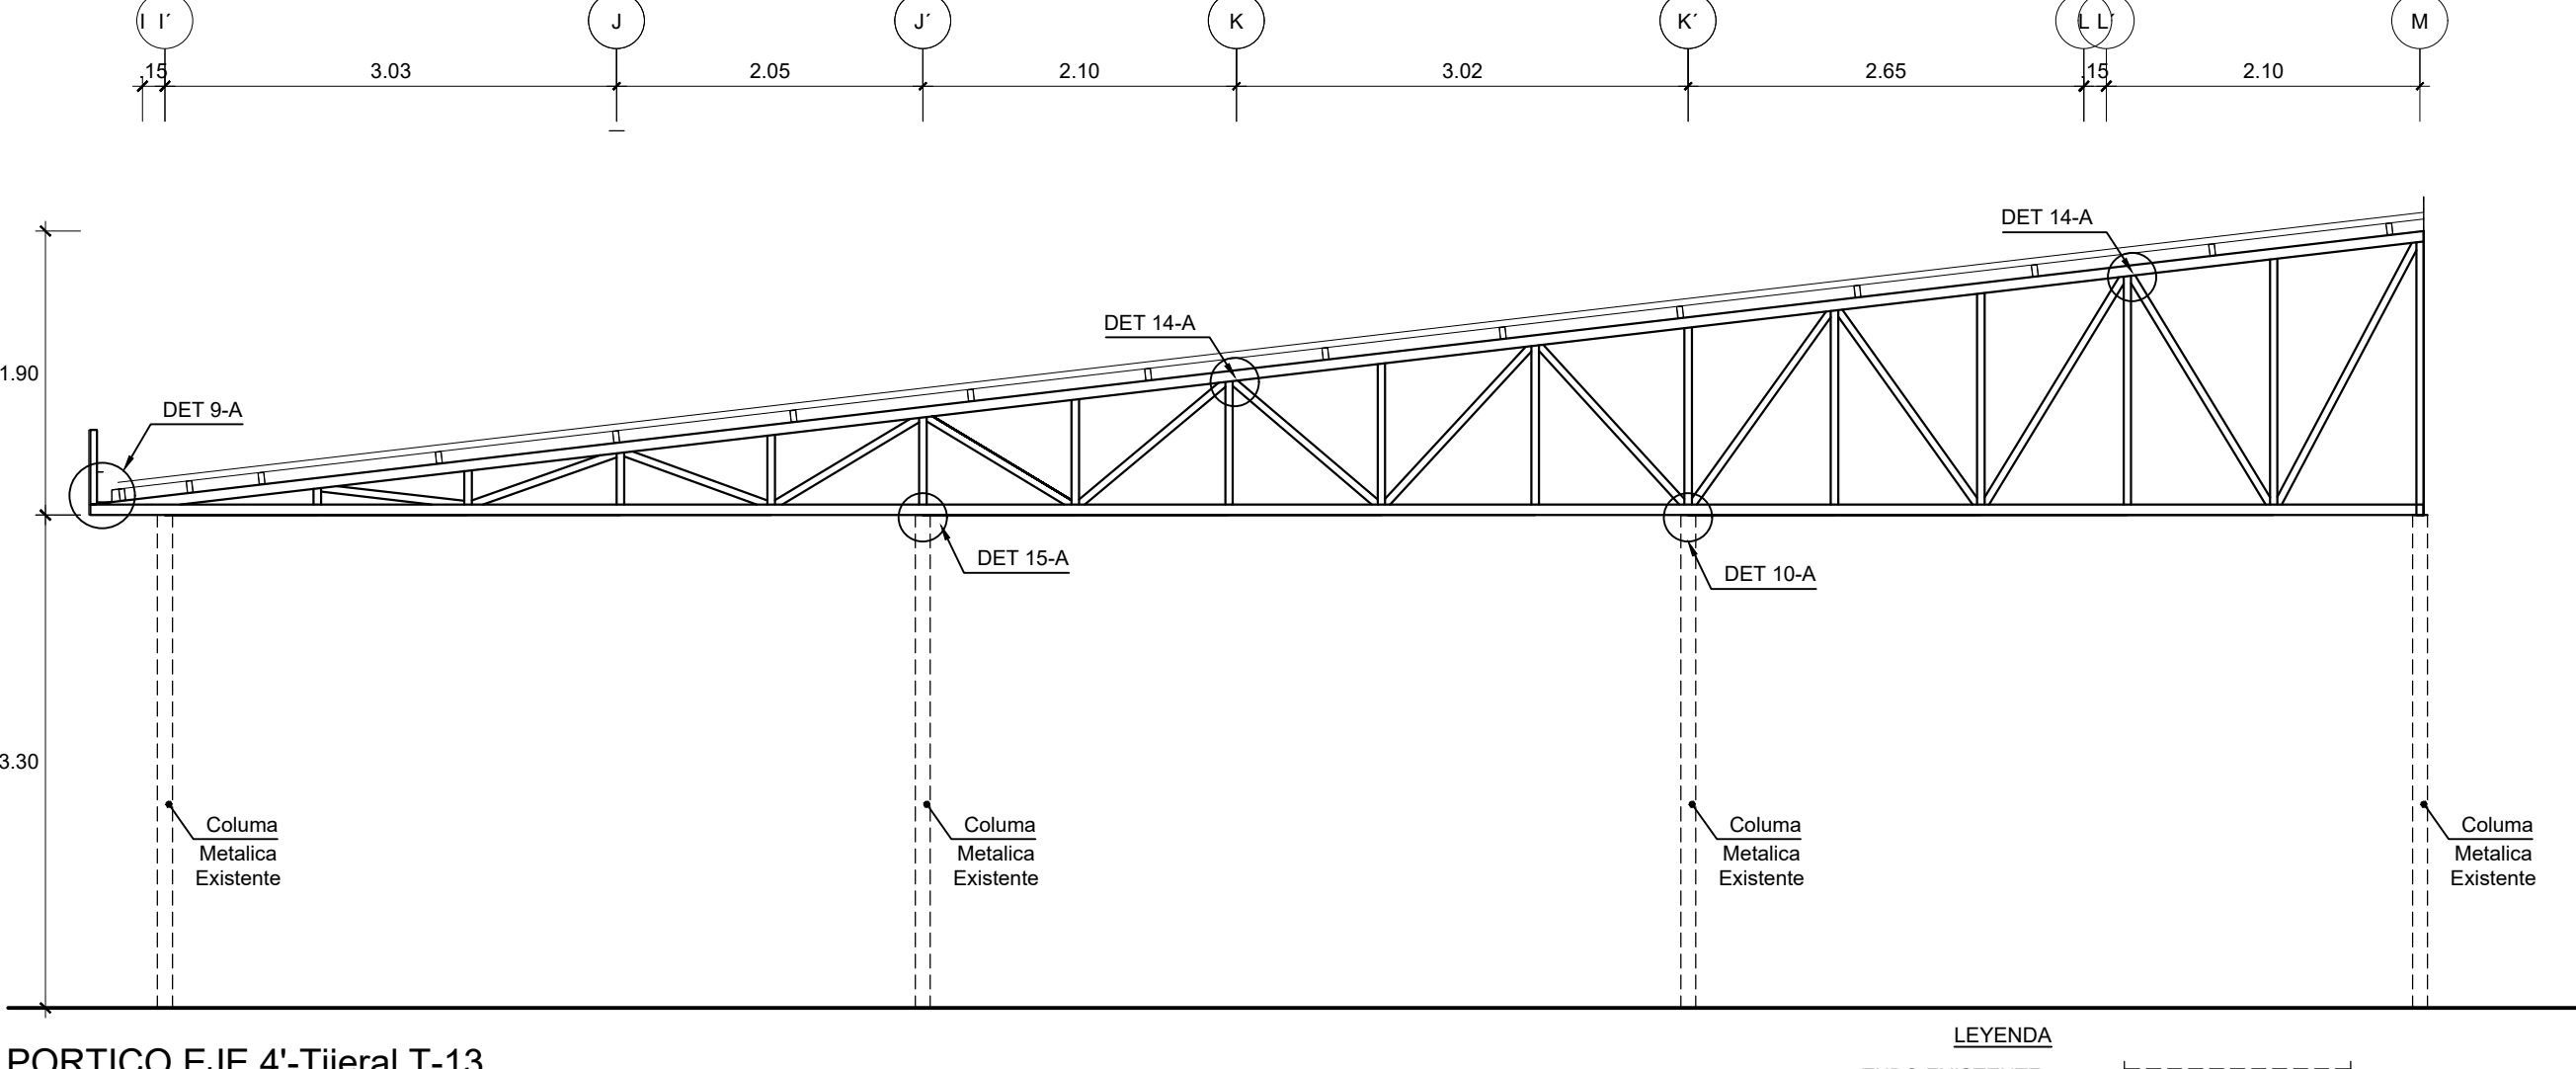 I I´ J J´ K K´ L L´ M
.15 3.03 2.05 2.10 3.02 2.65 .15 2.10
DET 14-A
DET 14-A
1.90
DET 9-A
DET 15-A
DET 10-A
3.30
Columa
Metalica
Existente
Columa
Metalica
Existente
Columa
Metalica
Existente
Columa
Metalica
Existente
LEYENDA
PORTICO EJE 4'-Tijeral T-13